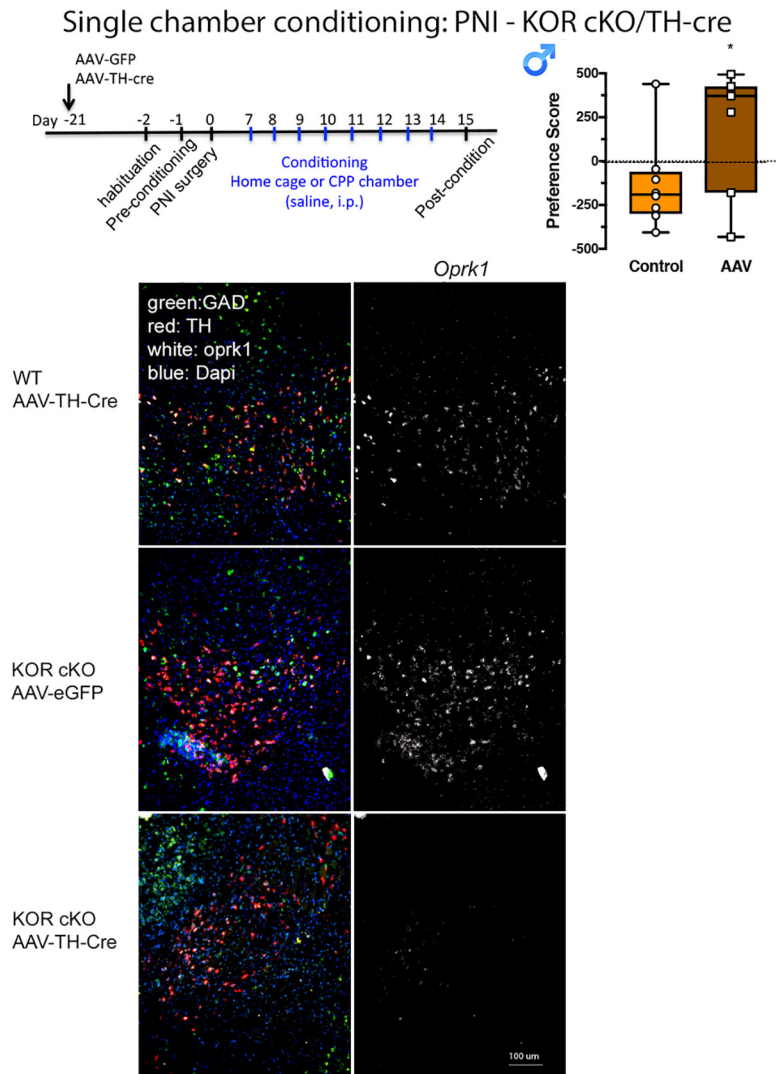 Single chamber conditioning: PNI - KOR cKO/TH-cre
AAV-GFP
AAV-TH-cre
Day -21 -2 -1 0 7 8 9 10 11 12 13 14 15
habituation
Pre-conditioning
PNI surgery
Conditioning
Home cage or CPP chamber
(saline, i.p.)
Post-condition
♂
*
Preference Score
500
250
0
-250
-500
Control AAV
Oprk1
green:GAD
red: TH
white: oprk1
blue: Dapi
WT
AAV-TH-Cre
KOR cKO
AAV-eGFP
KOR cKO
AAV-TH-Cre
100 um